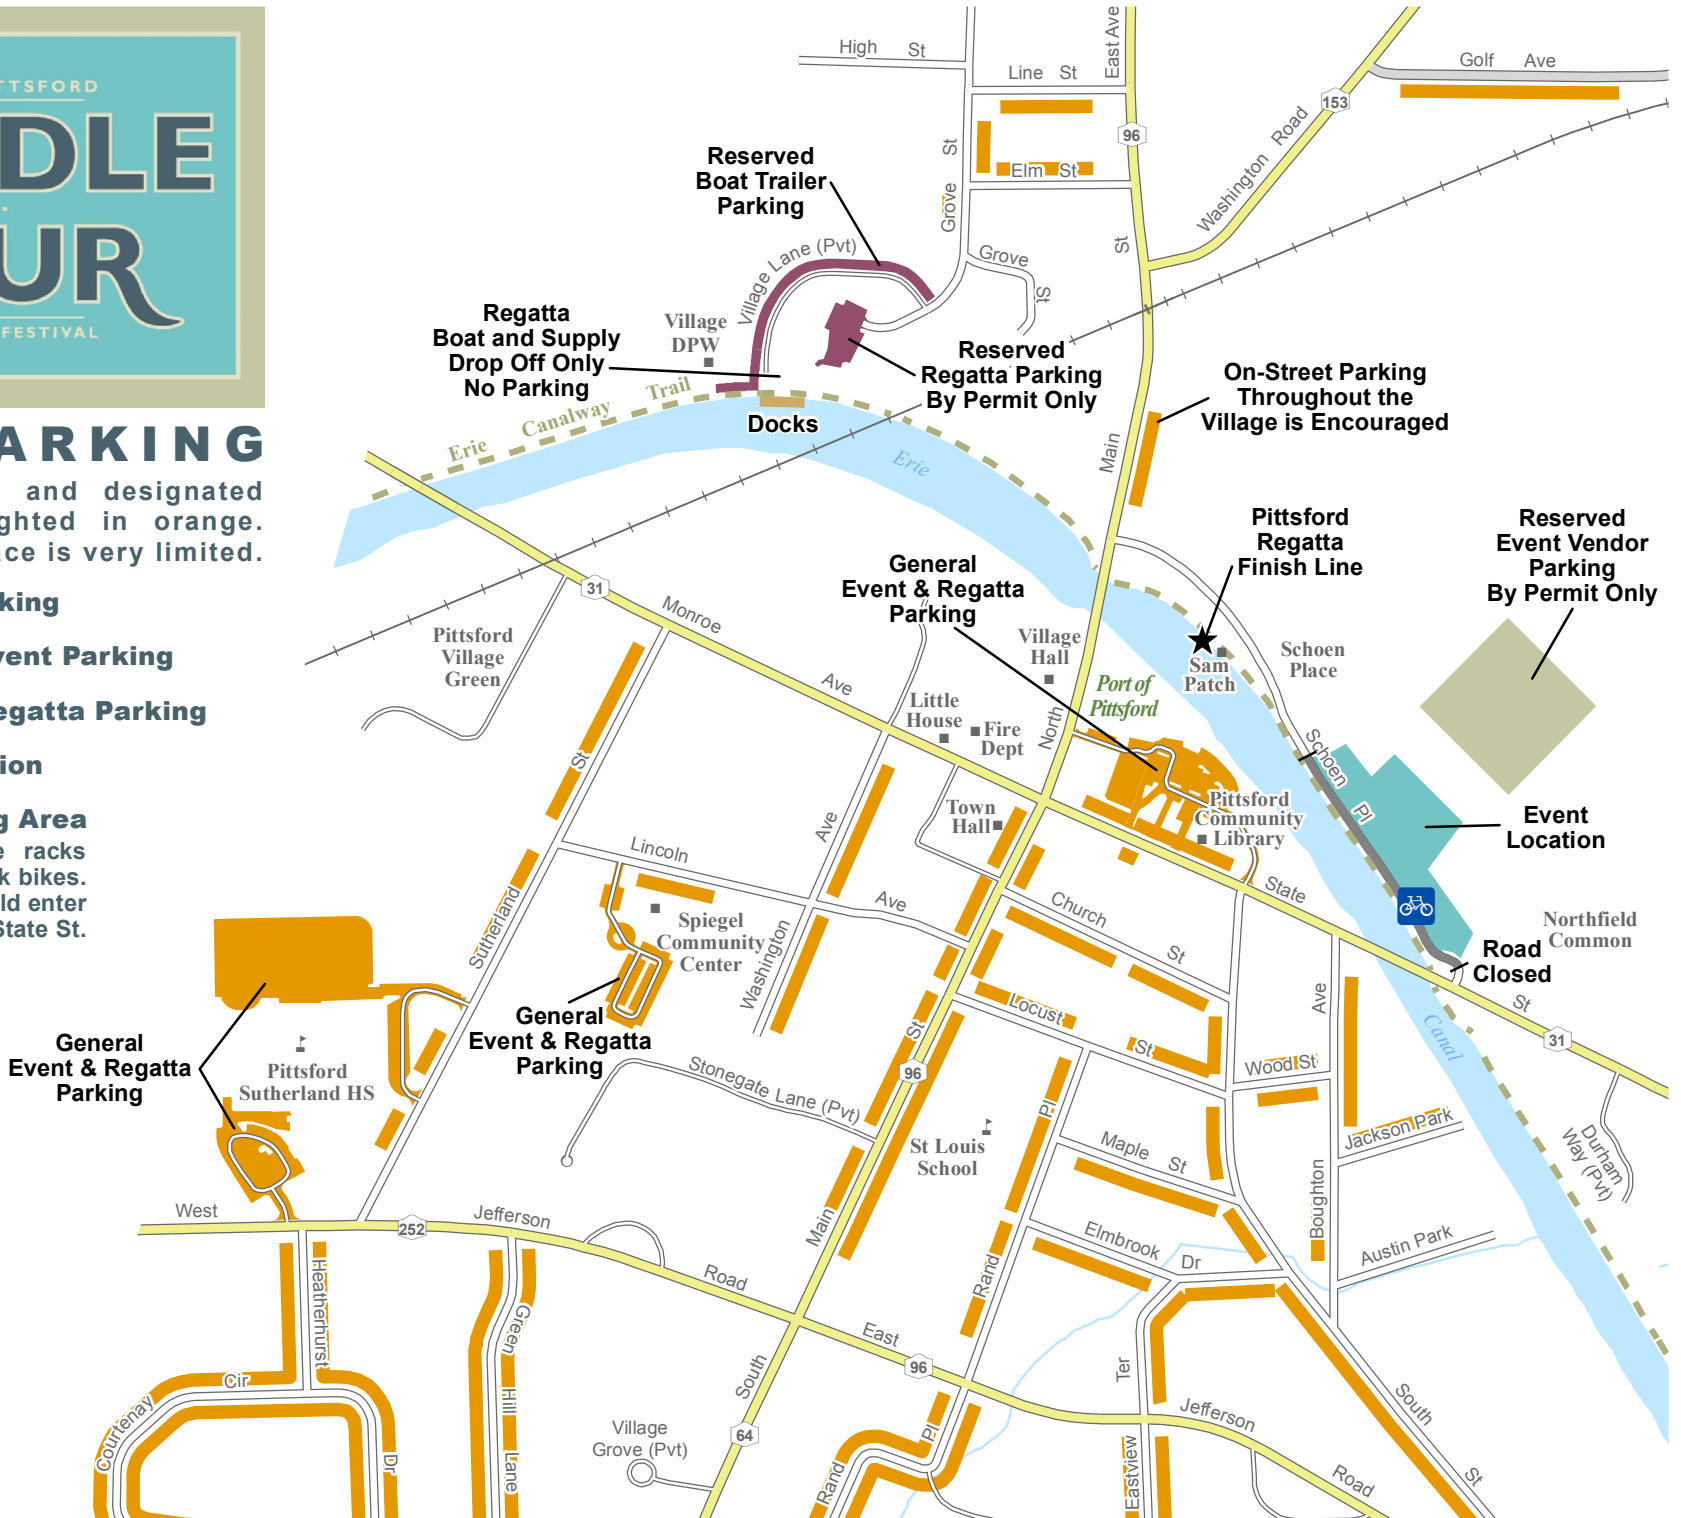 TTSFORD
DLE
UR
FESTIVAL
ARKING
and designated
ghted in orange.
ace is very limited.
king
vent Parking
egatta Parking
ion
g Area
e racks
k bikes.
ld enter
State St.
High St
Line St
East Ave
Golf Ave
153
96
Washington Road
Grove St
Elm St
Grove St
St
Reserved
Boat Trailer
Parking
Village Lane (Pvt)
Regatta
Boat and Supply
Drop Off Only
No Parking
Village
DPW
Reserved
Regatta Parking
By Permit Only
On-Street Parking
Throughout the
Village is Encouraged
Erie Canalway Trail
Docks
Erie
Main
Pittsford
Regatta
Finish Line
Reserved
Event Vendor
Parking
By Permit Only
General
Event & Regatta
Parking
31
Monroe
Ave
Pittsford
Village
Green
Village
Hall
Port of
Pittsford
Sam
Patch
Schoen
Place
Little
House
Fire
Dept
North
Schoen Pl
St
Town
Hall
Pittsford
Community
Library
Event
Location
Lincoln
Ave
Ave
State
Church
St
Sutherland
Spiegel
Community
Center
Washington
Northfield
Common
Road
Closed
General
Event & Regatta
Parking
Locust
St
St
Ave
St
31
Canal
General
Event & Regatta
Parking
Pittsford
Sutherland HS
Stonegate Lane (Pvt)
96
Wood St
Pl
St Louis
School
Maple St
Jackson Park
Durham
Way (Pvt)
West
252
Jefferson
Main
Elmbrook Dr
Boughton
Austin Park
Road
Rand
Heatherhurst
Green
Hill
Lane
East
96
Ter
South
South
St
Cir
Courtenay
Dr
Village
Grove (Pvt)
64
Pl
Rand
Jefferson
Road
Eastview